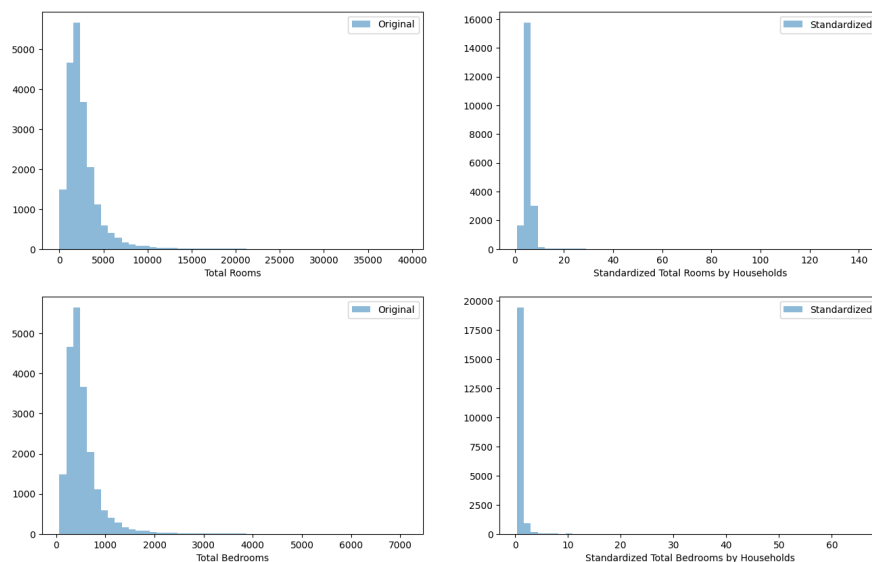 Original
5000
4000
3000
2000
1000
0
0 5000 10000 15000 20000 25000 30000 35000 40000
Total Rooms
Standardized
16000
14000
12000
10000
8000
6000
4000
2000
0
0 20 40 60 80 100 120 140
Standardized Total Rooms by Households
Original
5000
4000
3000
2000
1000
0
0 1000 2000 3000 4000 5000 6000 7000
Total Bedrooms
Standardized
20000
17500
15000
12500
10000
7500
5000
2500
0
0 10 20 30 40 50 60
Standardized Total Bedrooms by Households